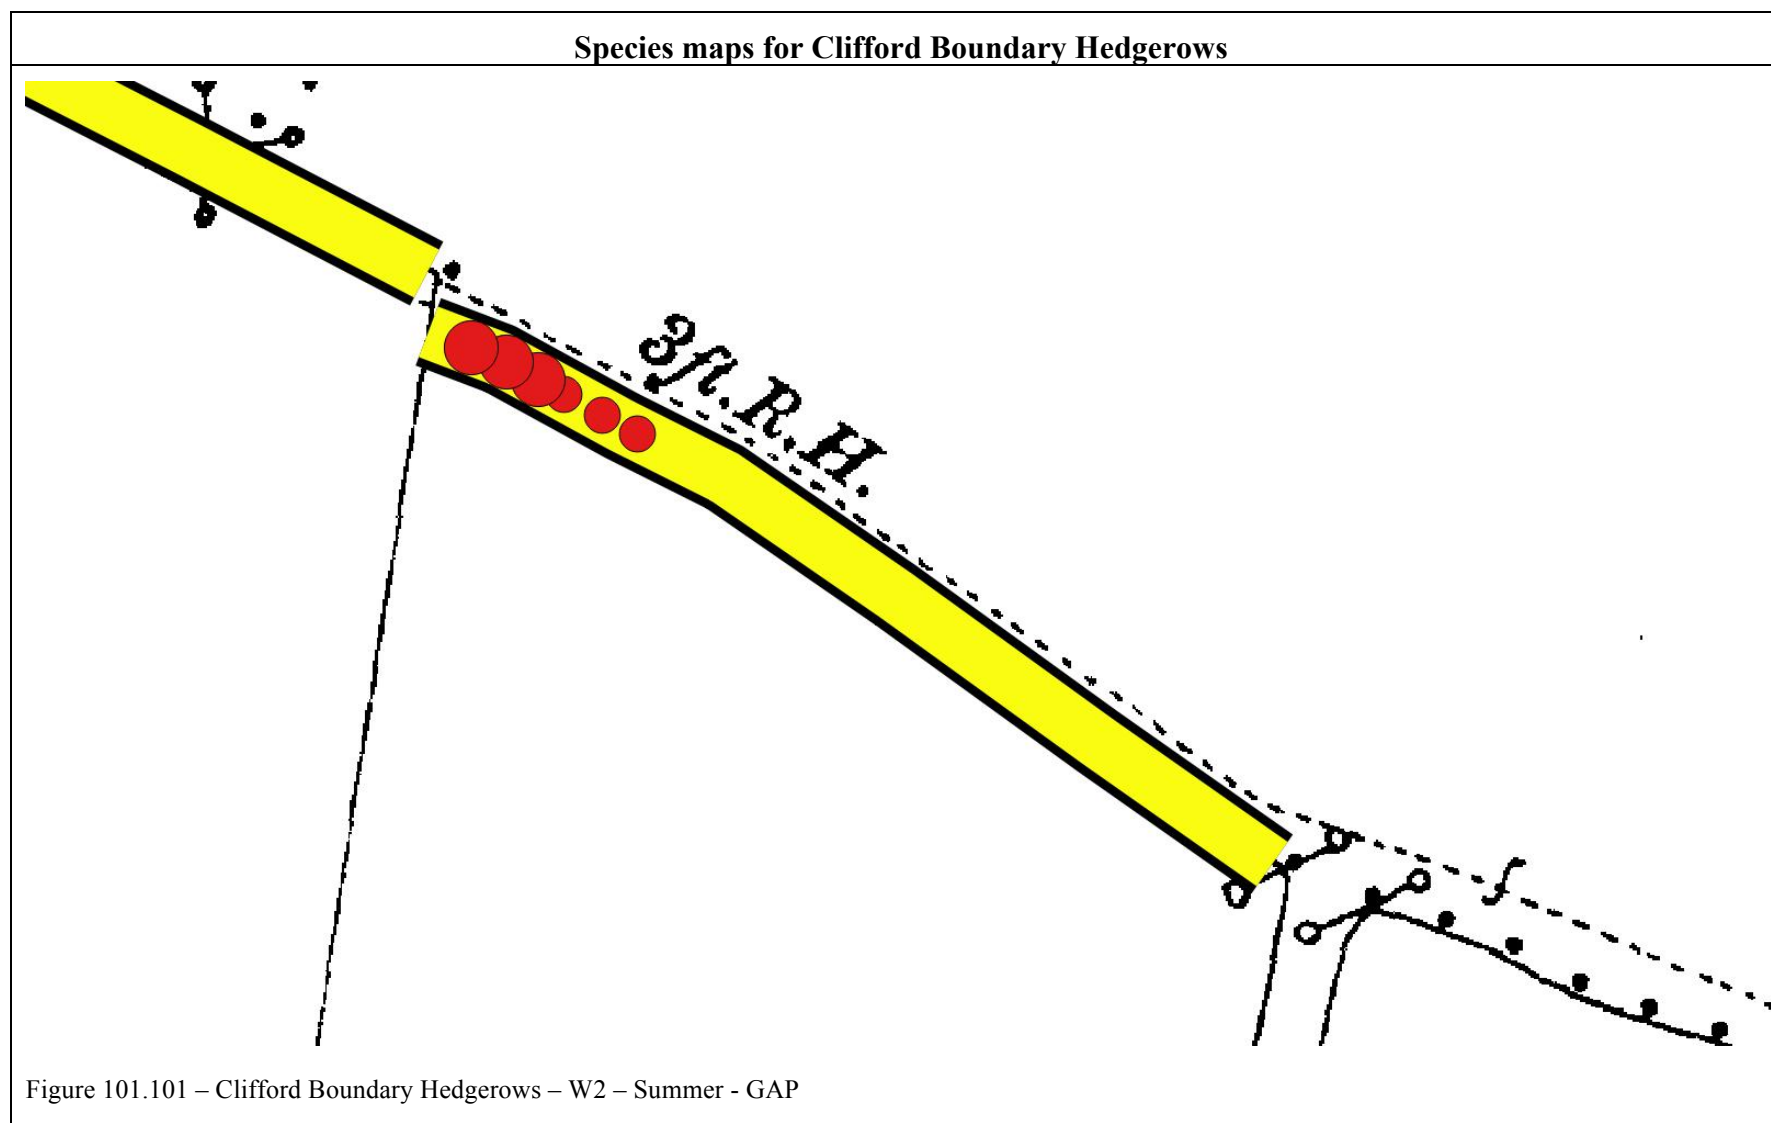 Species maps for Clifford Boundary Hedgerows
3ft. R. H.
Figure 101.101 – Clifford Boundary Hedgerows – W2 – Summer - GAP